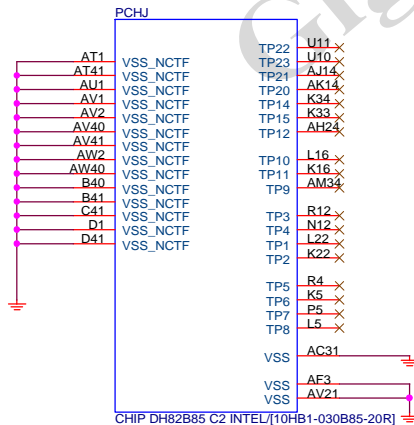 PCHJ
AT1 VSS_NCTF
AT41 VSS_NCTF
AU1 VSS_NCTF
AV1 VSS_NCTF
AV2 VSS_NCTF
AV40 VSS_NCTF
AV41 VSS_NCTF
AW2 VSS_NCTF
AW40 VSS_NCTF
B40 VSS_NCTF
B41 VSS_NCTF
C41 VSS_NCTF
D1 VSS_NCTF
D41 VSS_NCTF
TP22 U11
TP23 U10
TP21 AJ14
TP20 AK14
TP14 K34
TP15 K33
TP12 AH24
TP10 L16
TP11 K16
TP9 AM34
TP3 R12
TP4 N12
TP1 L22
TP2 K22
TP5 R4
TP6 K5
TP7 P5
TP8 L5
VSS AC31
VSS AF3
VSS AV21
CHIP DH82B85 C2 INTEL/[10HB1-030B85-20R]
Gig